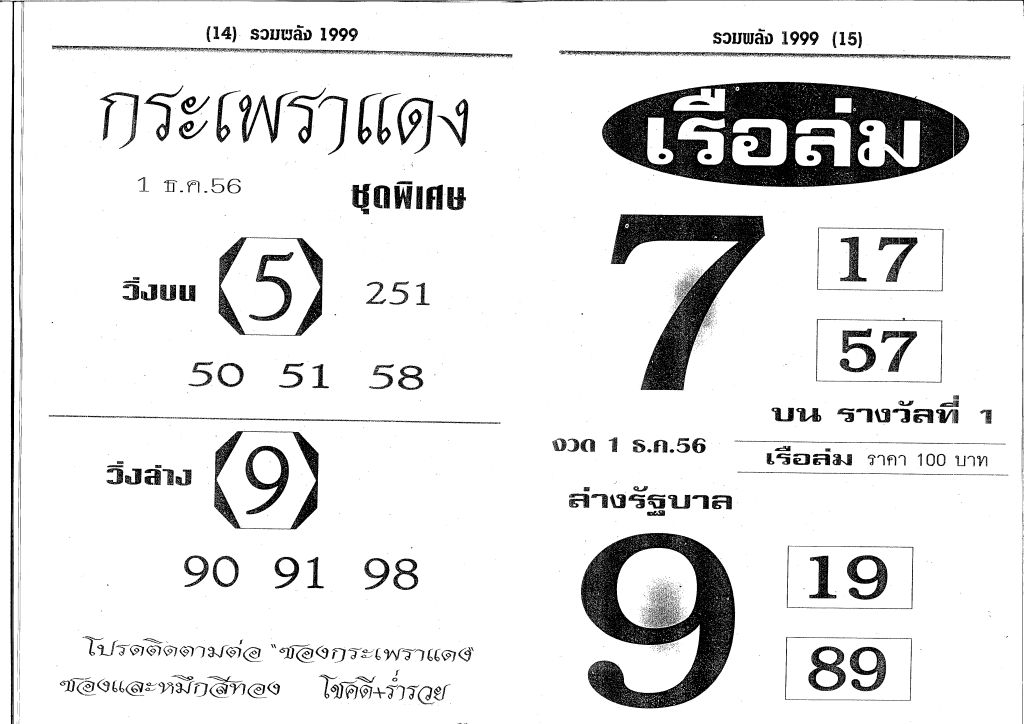 (14) รวมพลัง 1999
กระเพราแดง
1 ธ.ค.56
ชุดพิเศษ
วิ่งบน 5 251
50 51 58
วิ่งล่าง 9
90 91 98
โปรดติดตามต่อ "ซองกระเพราแดง
ซองและหมึกสีทอง โชคดี+ร่ำรวย
รวมพลัง 1999 (15)
เรือล่ม
7
17
57
บน รางวัลที่ 1
งวด 1 ธ.ค.56
เรือล่ม ราคา 100 บาท
ล่างรัฐบาล
9
19
89